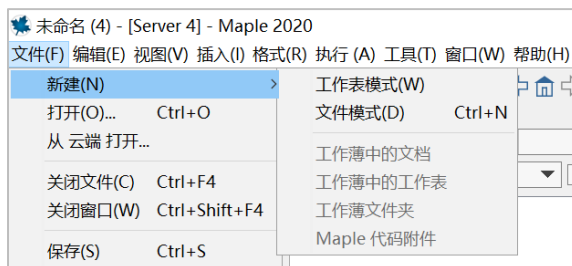 未命名 (4) - [Server 4] - Maple 2020
文件(F) 编辑(E) 视图(V) 插入(I) 格式(R) 执行 (A) 工具(T) 窗口(W) 帮助(H)
新建(N)
工作表模式(W)
打开(O)... Ctrl+O
文件模式(D) Ctrl+N
从 云端 打开...
工作薄中的文档
关闭文件(C) Ctrl+F4
工作薄中的工作表
关闭窗口(W) Ctrl+Shift+F4
工作薄文件夹
Maple 代码附件
保存(S) Ctrl+S